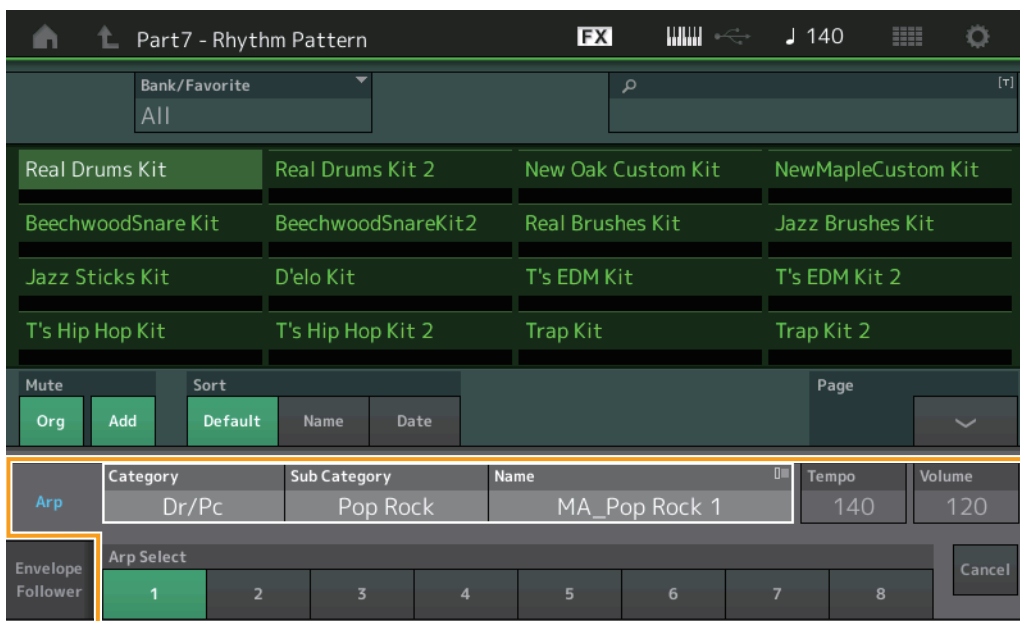 Part7 - Rhythm Pattern FX ♩ 140
Bank/Favorite
[T]
All
Real Drums Kit Real Drums Kit 2 New Oak Custom Kit NewMapleCustom Kit
BeechwoodSnare Kit BeechwoodSnareKit2 Real Brushes Kit Jazz Brushes Kit
Jazz Sticks Kit D'elo Kit T's EDM Kit T's EDM Kit 2
T's Hip Hop Kit T's Hip Hop Kit 2 Trap Kit Trap Kit 2
Mute Sort Page
Org Add Default Name Date
Category Sub Category Name Tempo Volume
Arp Dr/Pc Pop Rock MA_Pop Rock 1 140 120
Arp Select
Envelope
Follower
1 2 3 4 5 6 7 8
Cancel